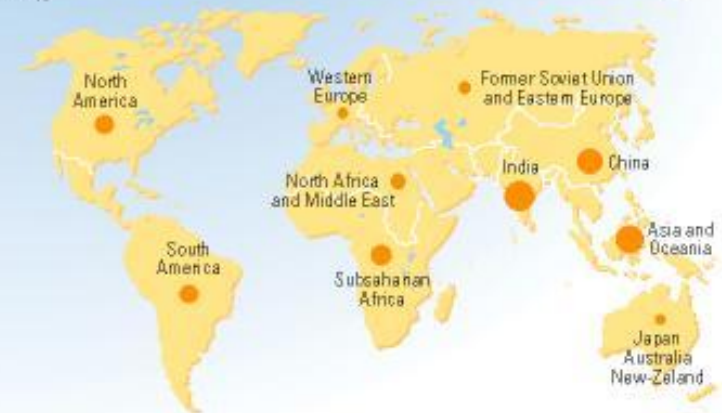 North
America
Western
Europe
Former Soviet Union
and Eastern Europe
India
China
North Africa
and Middle East
Asia and
Oceania
South
America
Subsaharian
Africa
Japan
Australia
New-Zeland